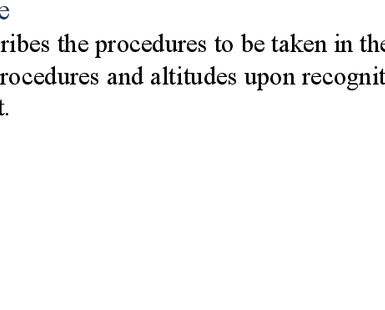 e
ribes the procedures to be taken in the
rocedures and altitudes upon recognit
t.